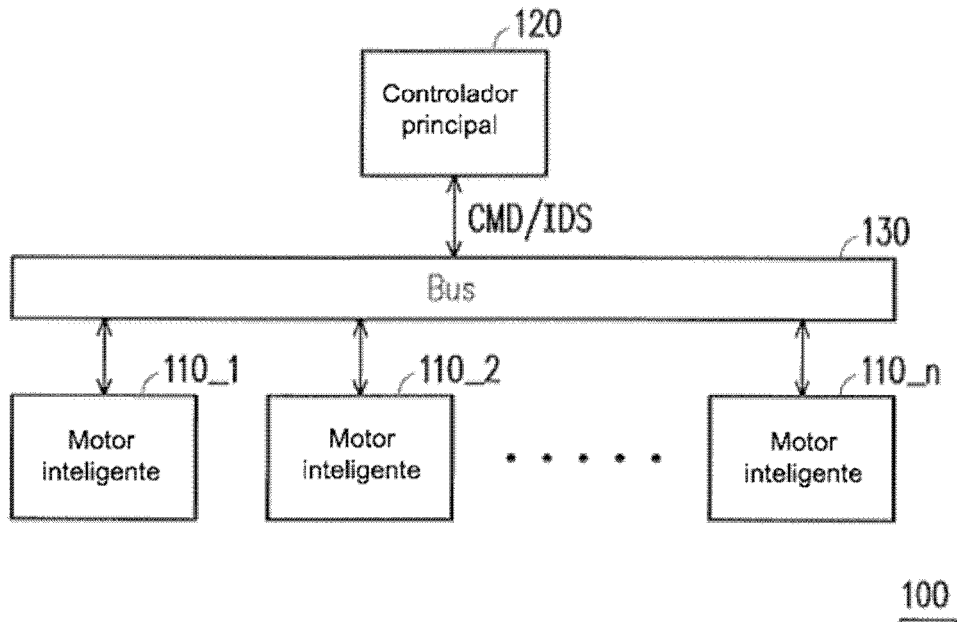 120
Controlador
principal
CMD/IDS
130
Bus
110_1
110_2
110_n
Motor
inteligente
Motor
inteligente
Motor
inteligente
100